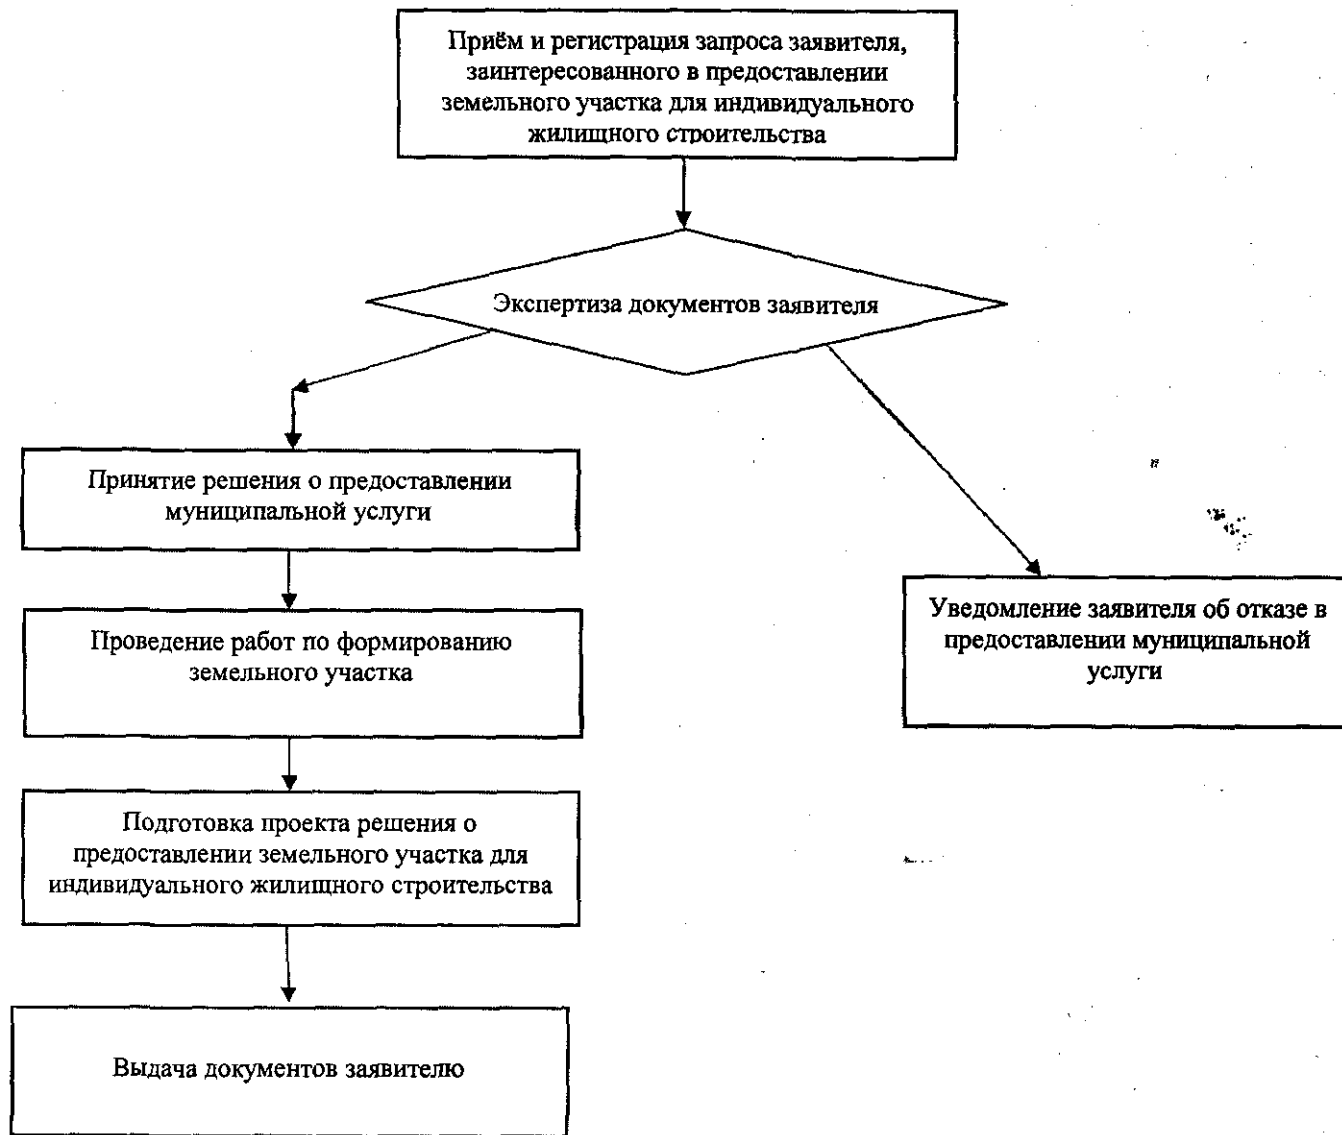 Приём и регистрация запроса заявителя,
заинтересованного в предоставлении
земельного участка для индивидуального
жилищного строительства
Экспертиза документов заявителя
Принятие решения о предоставлении
муниципальной услуги
Проведение работ по формированию
земельного участка
Уведомление заявителя об отказе в
предоставлении муниципальной
услуги
Подготовка проекта решения о
предоставлении земельного участка для
индивидуального жилищного строительства
Выдача документов заявителю